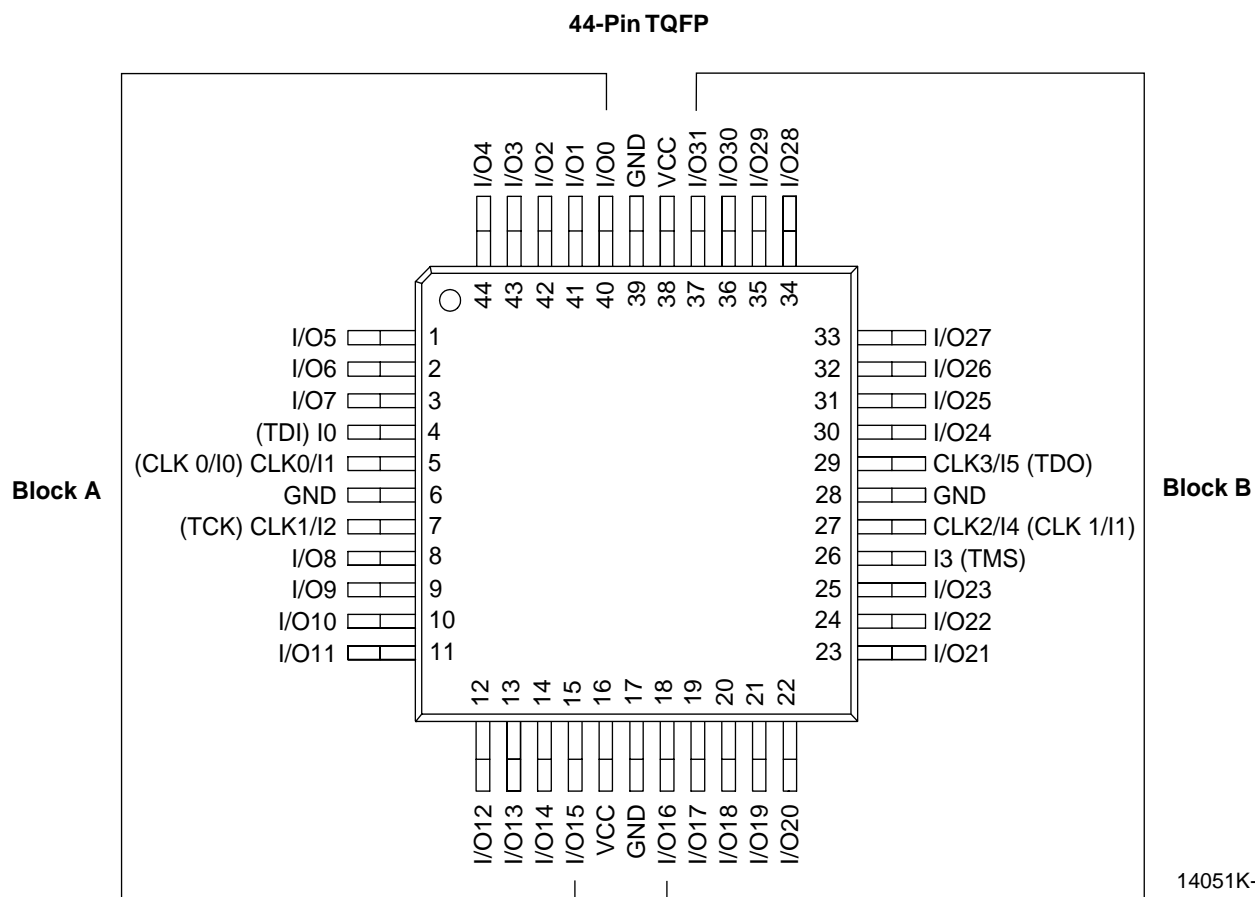 44-Pin TQFP
I/O4
I/O3
I/O2
I/O1
I/O0
GND
VCC
I/O31
I/O30
I/O29
I/O28
44
43
42
41
40
39
38
37
36
35
34
I/O5 1
I/O6 2
I/O7 3
(TDI) I0 4
(CLK 0/I0) CLK0/I1 5
GND 6
(TCK) CLK1/I2 7
I/O8 8
I/O9 9
I/O10 10
I/O11 11
Block A
33 I/O27
32 I/O26
31 I/O25
30 I/O24
29 CLK3/I5 (TDO)
28 GND
27 CLK2/I4 (CLK 1/I1)
26 I3 (TMS)
25 I/O23
24 I/O22
23 I/O21
Block B
12
13
14
15
16
17
18
19
20
21
22
I/O12
I/O13
I/O14
I/O15
VCC
GND
I/O16
I/O17
I/O18
I/O19
I/O20
14051K-